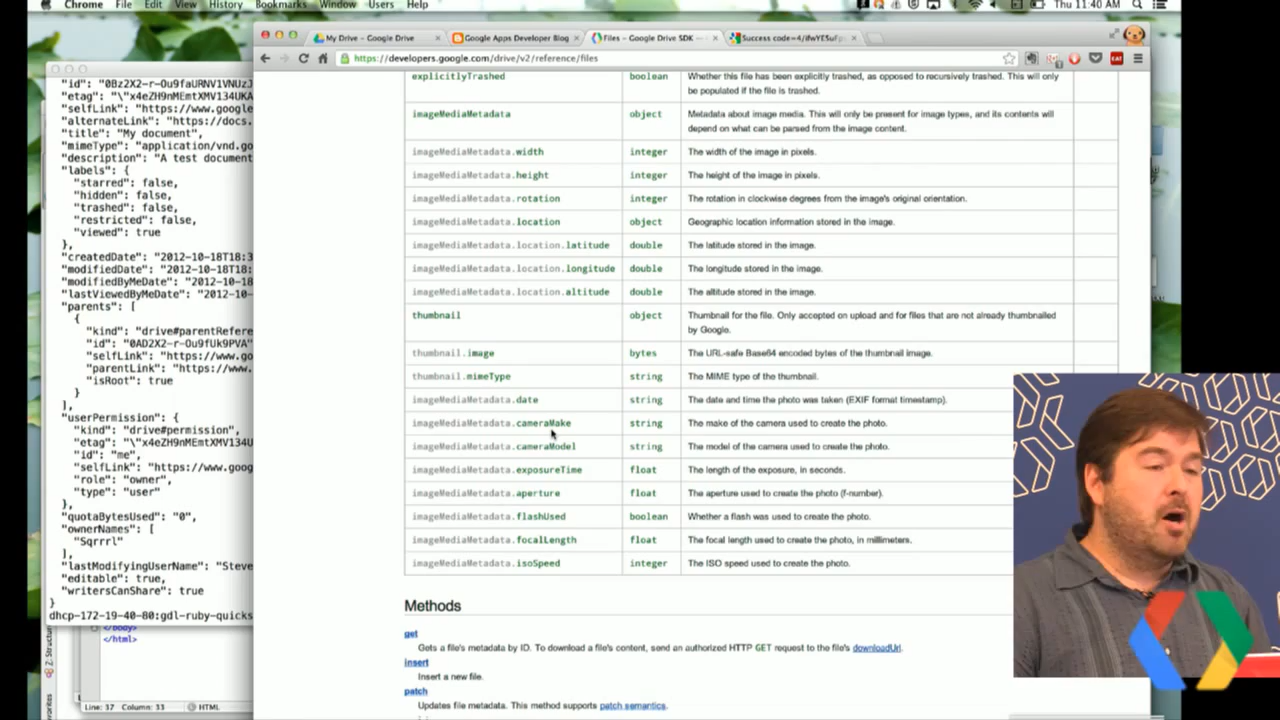 Chrome File Edit View History Bookmarks Window Users Help Thu 11:40 AM
My Drive – Google Drive Google Apps Developer Blog Files – Google Drive SDK —
https://developers.google.com/drive/v2/reference/files
"id":
"etag":
"selfLink": "https://www.google
"alternateLink": "https://docs.
"title": "My document",
"mimeType": "application/vnd.
"description": "A test document
"labels": {
"starred": false,
"hidden": false,
"trashed": false,
"restricted": false,
"viewed": true
},
"createdDate": "2012-10-18T18:3
"modifiedDate": "2012-10-18T18:
"modifiedByMeDate": "2012-10-18
"lastViewedByMeDate": "2012-10-
"parents": [
{
"kind": "drive#parentRefere
"id": "0AD2X2-r-Ou9fUk9PVA"
"selfLink": "https://www.go
"parentLink": "https://www.
"isRoot": true
}
],
"userPermission": {
"kind": "drive#permission",
"etag":
"id": "me",
"selfLink": "https://www.goog
"role": "owner",
"type": "user"
},
"quotaBytesUsed": "0",
"ownerNames": [
"Sqrrrl"
],
"lastModifyingUserName": "Steve
"editable": true,
"writersCanShare": true
}
dhcp-172-19-40-80:gdl-ruby-quicks
</body>
</html>
Line: 37 Column: 33 HTML
explicitlyTrashed boolean Whether this file has been explicitly trashed, as opposed to recursively trashed. This will only
be populated if the file is trashed.
imageMediaMetadata object Metadata about image media. This will only be present for image types, and its contents will
depend on what can be parsed from the image content.
imageMediaMetadata.width integer The width of the image in pixels.
imageMediaMetadata.height integer The height of the image in pixels.
imageMediaMetadata.rotation integer The rotation in clockwise degrees from the image's original orientation.
imageMediaMetadata.location object Geographic location information stored in the image.
imageMediaMetadata.location.latitude double The latitude stored in the image.
imageMediaMetadata.location.longitude double The longitude stored in the image.
imageMediaMetadata.location.altitude double The altitude stored in the image.
thumbnail object Thumbnail for the file. Only accepted on upload and for files that are not already thumbnailed
by Google.
thumbnail.image bytes The URL-safe Base64 encoded bytes of the thumbnail image.
thumbnail.mimeType string The MIME type of the thumbnail.
imageMediaMetadata.date string The date and time the photo was taken (EXIF format timestamp).
imageMediaMetadata.cameraMake string The make of the camera used to create the photo.
imageMediaMetadata.cameraModel string The model of the camera used to create the photo.
imageMediaMetadata.exposureTime float The length of the exposure, in seconds.
imageMediaMetadata.aperture float The aperture used to create the photo (f-number).
imageMediaMetadata.flashUsed boolean Whether a flash was used to create the photo.
imageMediaMetadata.focalLength float The focal length used to create the photo, in millimeters.
imageMediaMetadata.isoSpeed integer The ISO speed used to create the photo.
Methods
get
Gets a file's metadata by ID. To download a file's content, send an authorized HTTP GET request to the file's downloadUrl.
insert
Insert a new file.
patch
Updates file metadata. This method supports patch semantics.